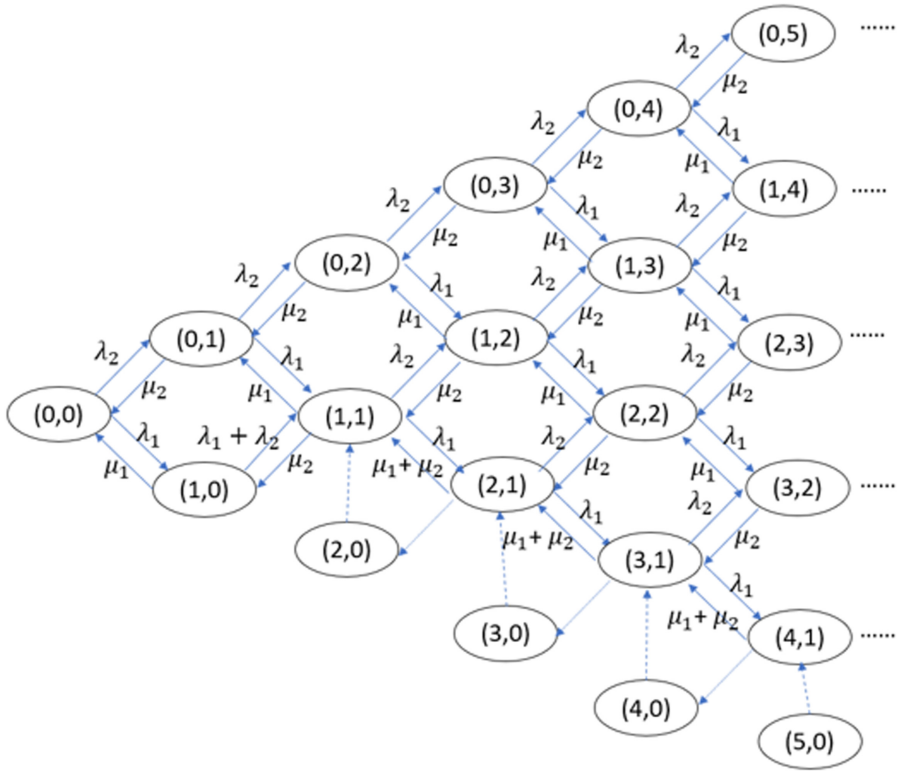 (0,5) ......
λ₂
μ₂
(0,4)
λ₂
λ₁
μ₂
μ₁
(0,3)
(1,4) ......
λ₂
λ₁
λ₂
μ₂
μ₁
μ₂
(0,2)
(1,3)
λ₂
λ₁
λ₂
λ₁
μ₂
μ₁
μ₂
μ₁
(0,1)
(1,2)
(2,3) ......
λ₂
λ₁
λ₂
λ₁
λ₂
μ₂
μ₁
μ₂
μ₁
μ₂
(0,0)
(1,1)
(2,2)
λ₁
λ₁ + λ₂
λ₁
λ₂
λ₁
μ₁
μ₂
μ₁+ μ₂
μ₂
μ₁
(1,0)
(2,1)
(3,2) ......
λ₁
λ₂
(2,0)
μ₁+ μ₂
μ₂
(3,1)
λ₁
μ₁+ μ₂
(3,0)
(4,1) ......
(4,0)
(5,0)